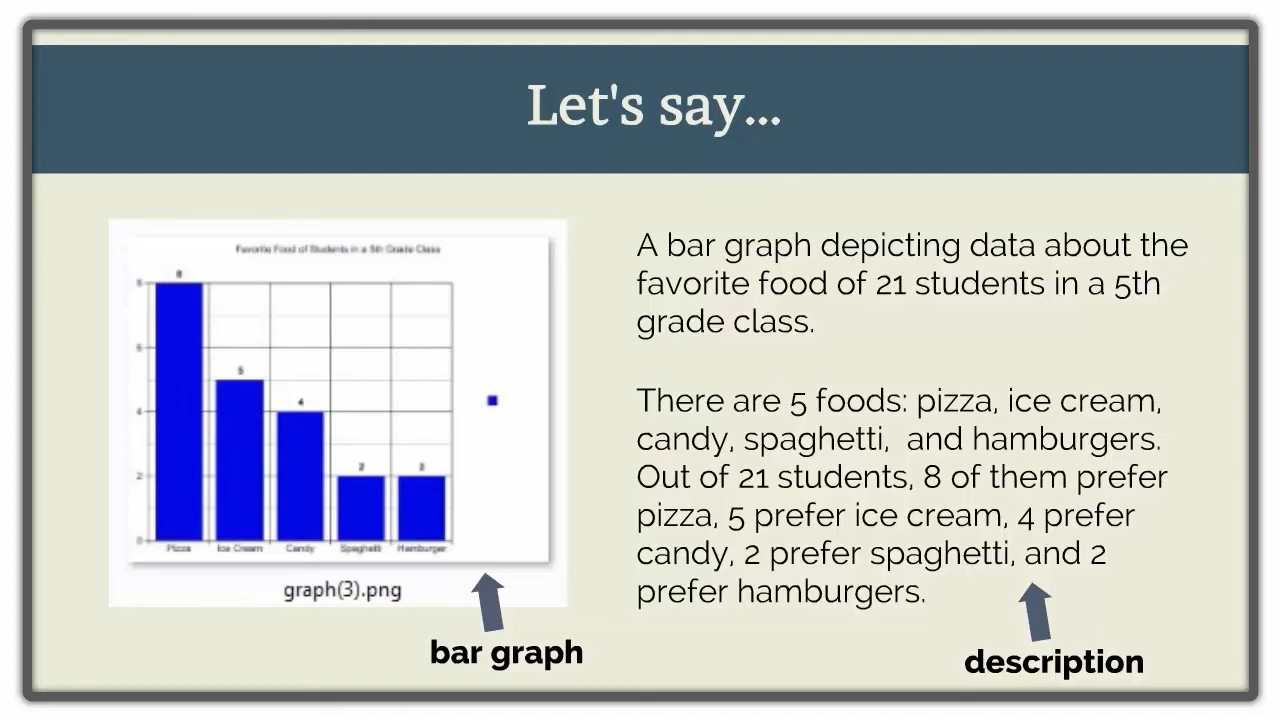 Let's say...
Favorite Food of Students in a 5th Grade Class
8
8
6
5
4
4
2
2
2
0
Pizza
Ice Cream
Candy
Spaghetti
Hamburger
graph(3).png
bar graph
A bar graph depicting data about the
favorite food of 21 students in a 5th
grade class.
There are 5 foods: pizza, ice cream,
candy, spaghetti, and hamburgers.
Out of 21 students, 8 of them prefer
pizza, 5 prefer ice cream, 4 prefer
candy, 2 prefer spaghetti, and 2
prefer hamburgers.
description